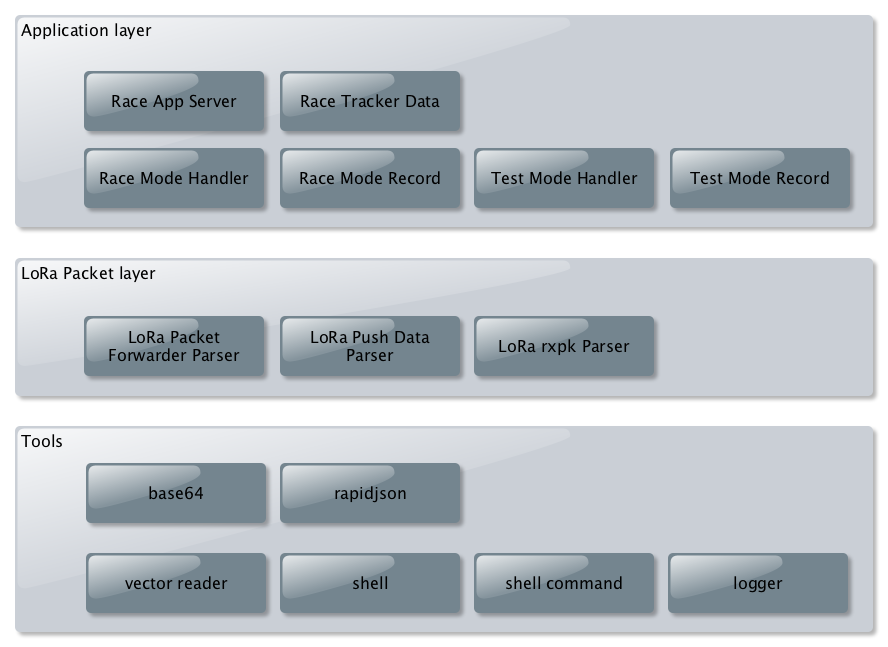 Application layer
Race App Server
Race Tracker Data
Race Mode Handler
Race Mode Record
Test Mode Handler
Test Mode Record
LoRa Packet layer
LoRa Packet
Forwarder Parser
LoRa Push Data
Parser
LoRa rxpk Parser
Tools
base64
rapidjson
vector reader
shell
shell command
logger